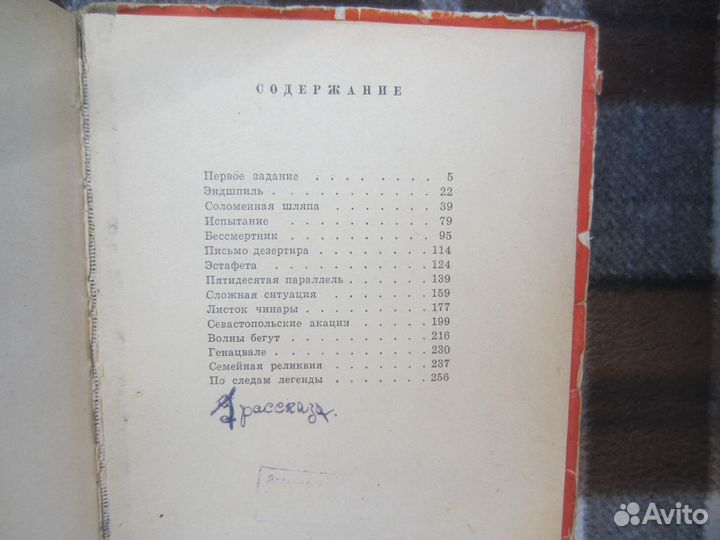 СОДЕРЖАНИЕ
Первое задание . . . . . . . . 5
Эндшпиль . . . . . . . . . . . 22
Соломенная шляпа . . . . . . . 39
Испытание . . . . . . . . . . 79
Бессмертник . . . . . . . . . 95
Письмо дезертира . . . . . . . 114
Эстафета . . . . . . . . . . . 124
Пятидесятая параллель . . . . . 139
Сложная ситуация . . . . . . . 159
Листок чинары . . . . . . . . 177
Севастопольские акации . . . . 199
Волны бегут . . . . . . . . . 216
Генацвале . . . . . . . . . . 230
Семейная реликвия . . . . . . 237
По следам легенды . . . . . . 256
рассказа.
Avito